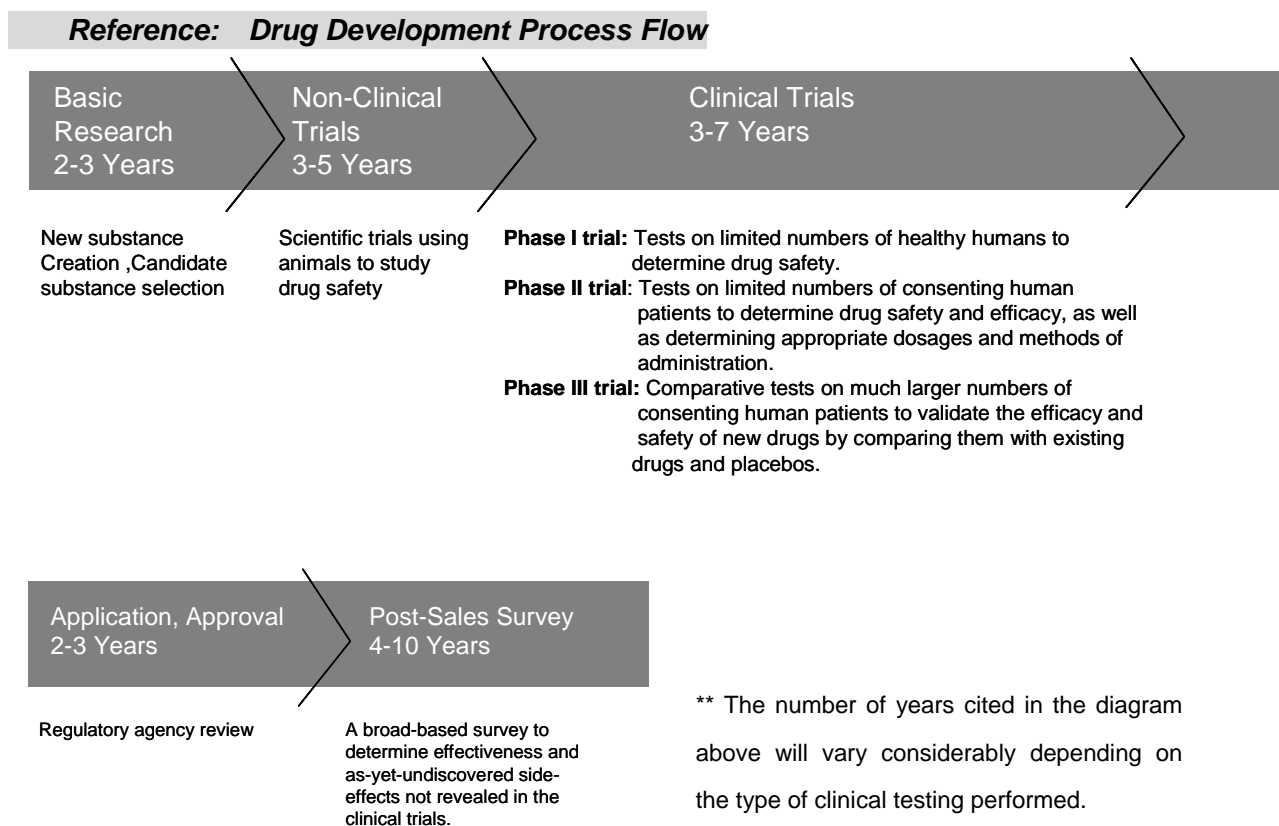 Reference: Drug Development Process Flow
Basic
Research
2-3 Years
Non-Clinical
Trials
3-5 Years
Clinical Trials
3-7 Years
New substance
Creation ,Candidate
substance selection
Scientific trials using
animals to study
drug safety
Phase I trial: Tests on limited numbers of healthy humans to
determine drug safety.
Phase II trial: Tests on limited numbers of consenting human
patients to determine drug safety and efficacy, as well
as determining appropriate dosages and methods of
administration.
Phase III trial: Comparative tests on much larger numbers of
consenting human patients to validate the efficacy and
safety of new drugs by comparing them with existing
drugs and placebos.
Application, Approval
2-3 Years
Post-Sales Survey
4-10 Years
Regulatory agency review
A broad-based survey to
determine effectiveness and
as-yet-undiscovered side-
effects not revealed in the
clinical trials.
** The number of years cited in the diagram
above will vary considerably depending on
the type of clinical testing performed.